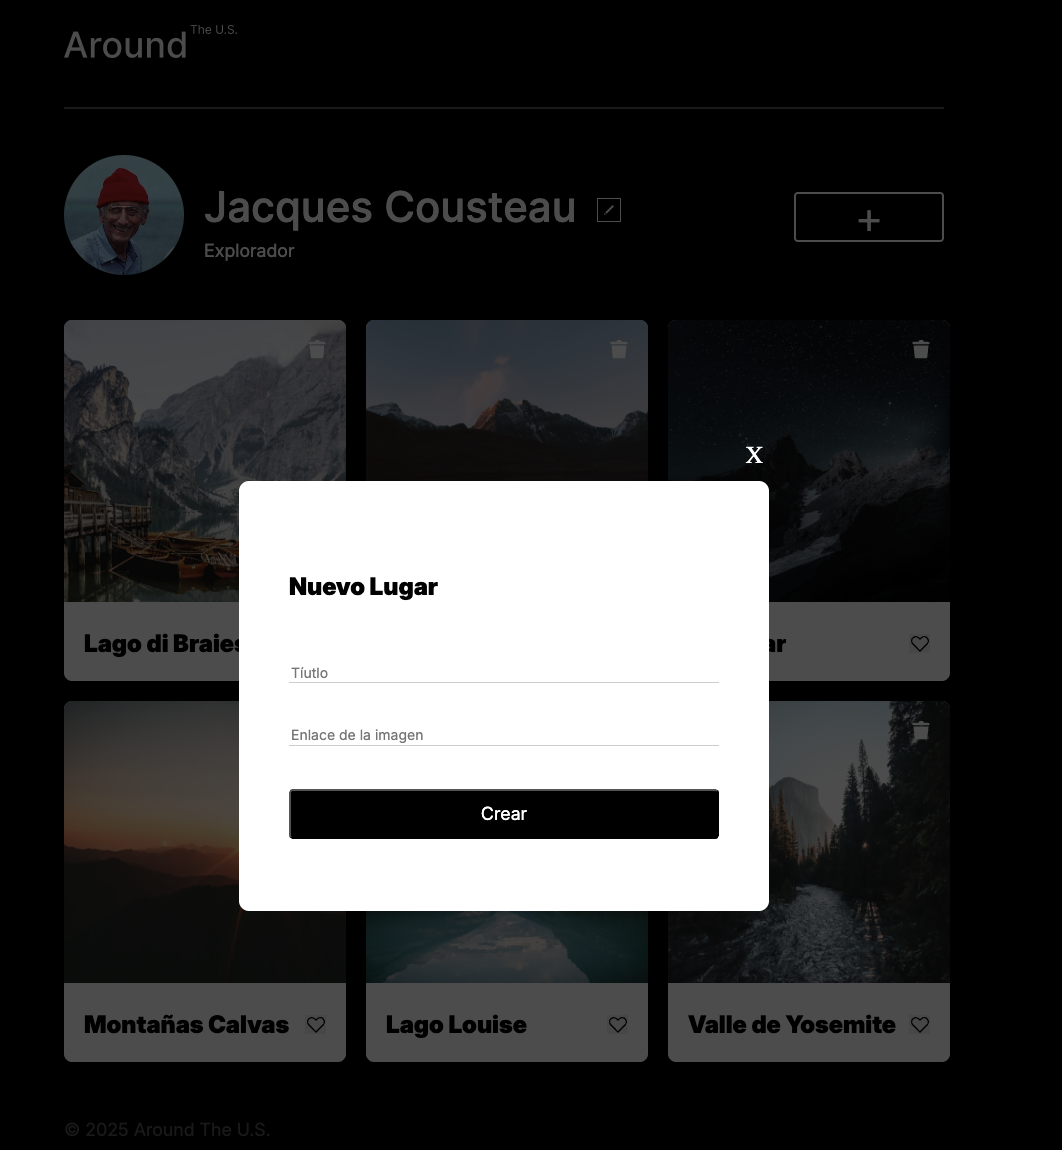 Around The U.S.
Jacques Cousteau
Explorador
+
X
Nuevo Lugar
Tíutlo
Enlace de la imagen
Crear
Lago di Braies
ar
Montañas Calvas
Lago Louise
Valle de Yosemite
© 2025 Around The U.S.